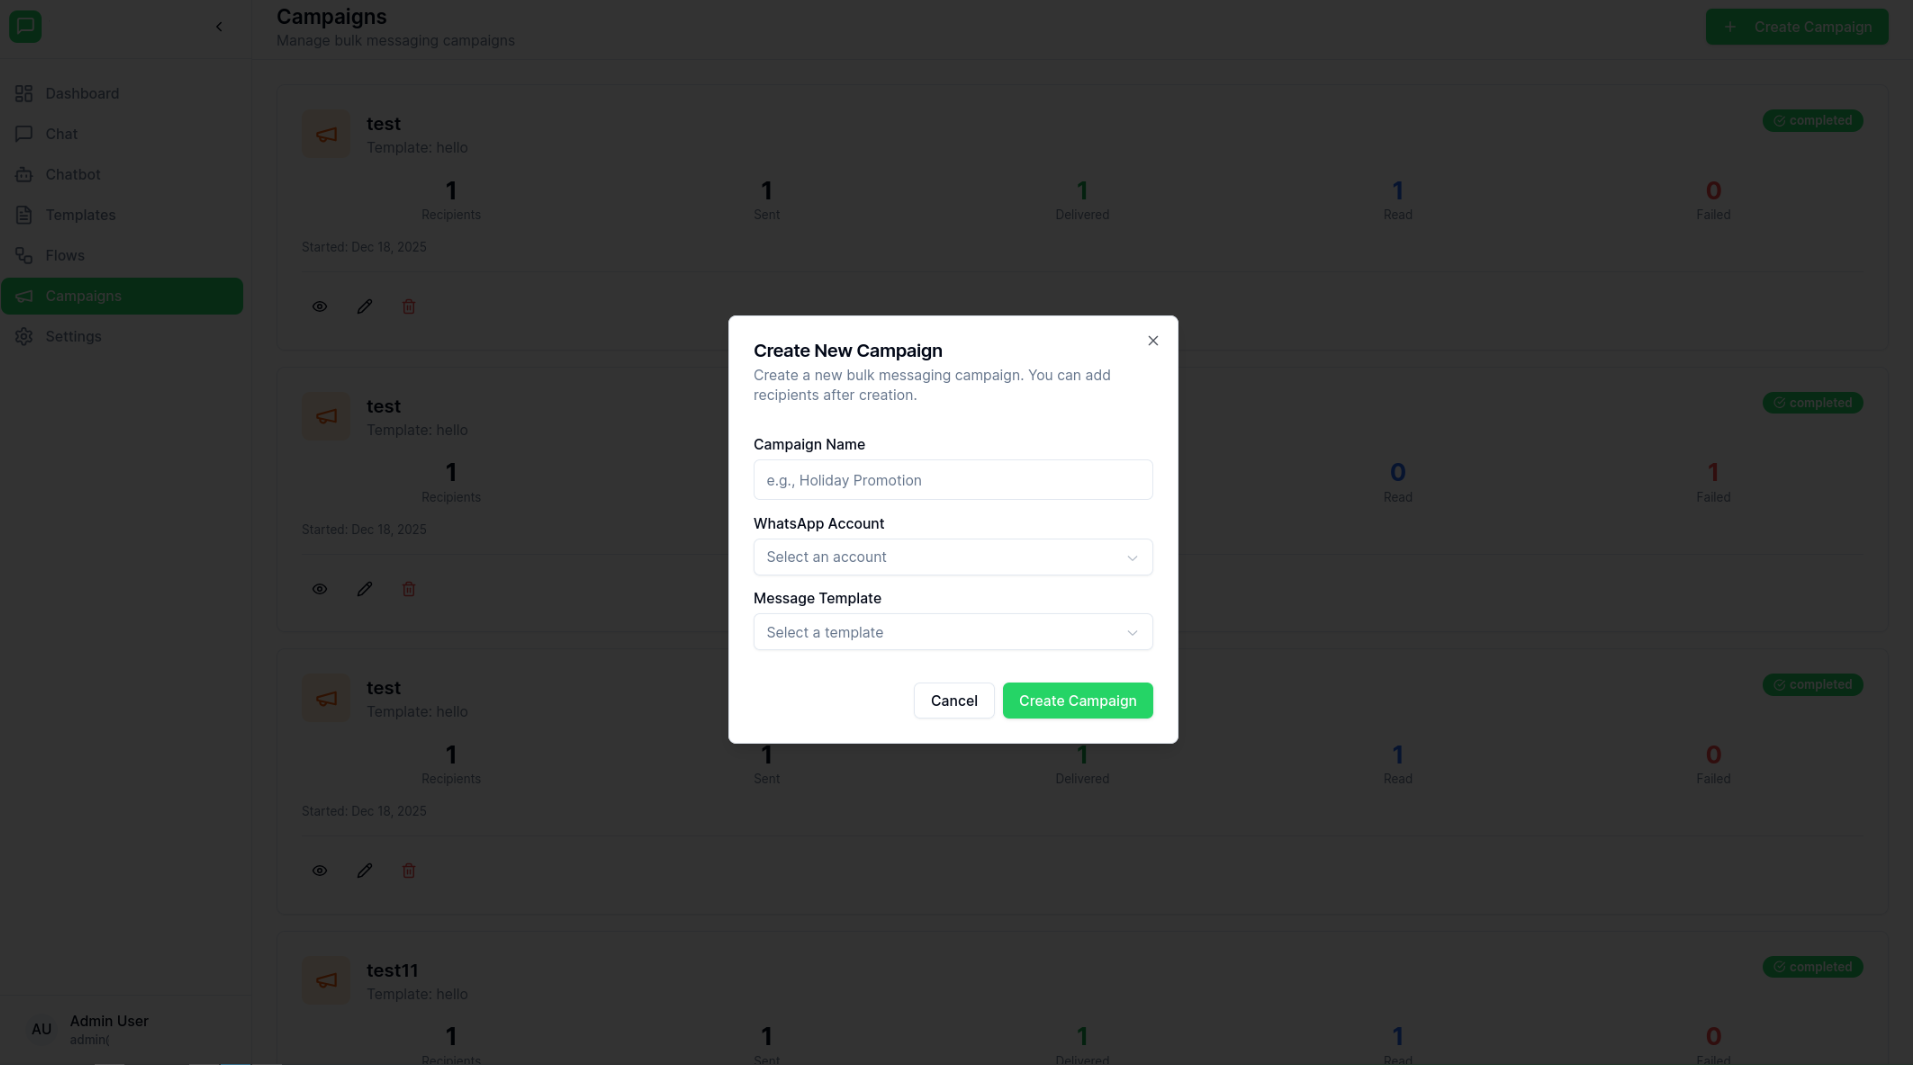 Campaigns
Manage bulk messaging campaigns
Create Campaign
Dashboard
Chat
Chatbot
Templates
Flows
Campaigns
Settings
test
Template: hello
completed
1 1 1 1 0
Recipients Sent Delivered Read Failed
Started: Dec 18, 2025
test
Template: hello
completed
1 0 1
Recipients Read Failed
Started: Dec 18, 2025
Create New Campaign
Create a new bulk messaging campaign. You can add
recipients after creation.
Campaign Name
e.g., Holiday Promotion
WhatsApp Account
Select an account
Message Template
Select a template
Cancel
Create Campaign
test
Template: hello
completed
1 1 1 1 0
Recipients Sent Delivered Read Failed
Started: Dec 18, 2025
test11
Template: hello
completed
1 1 1 1 0
Recipients Sent Delivered Read Failed
AU
Admin User
admin(